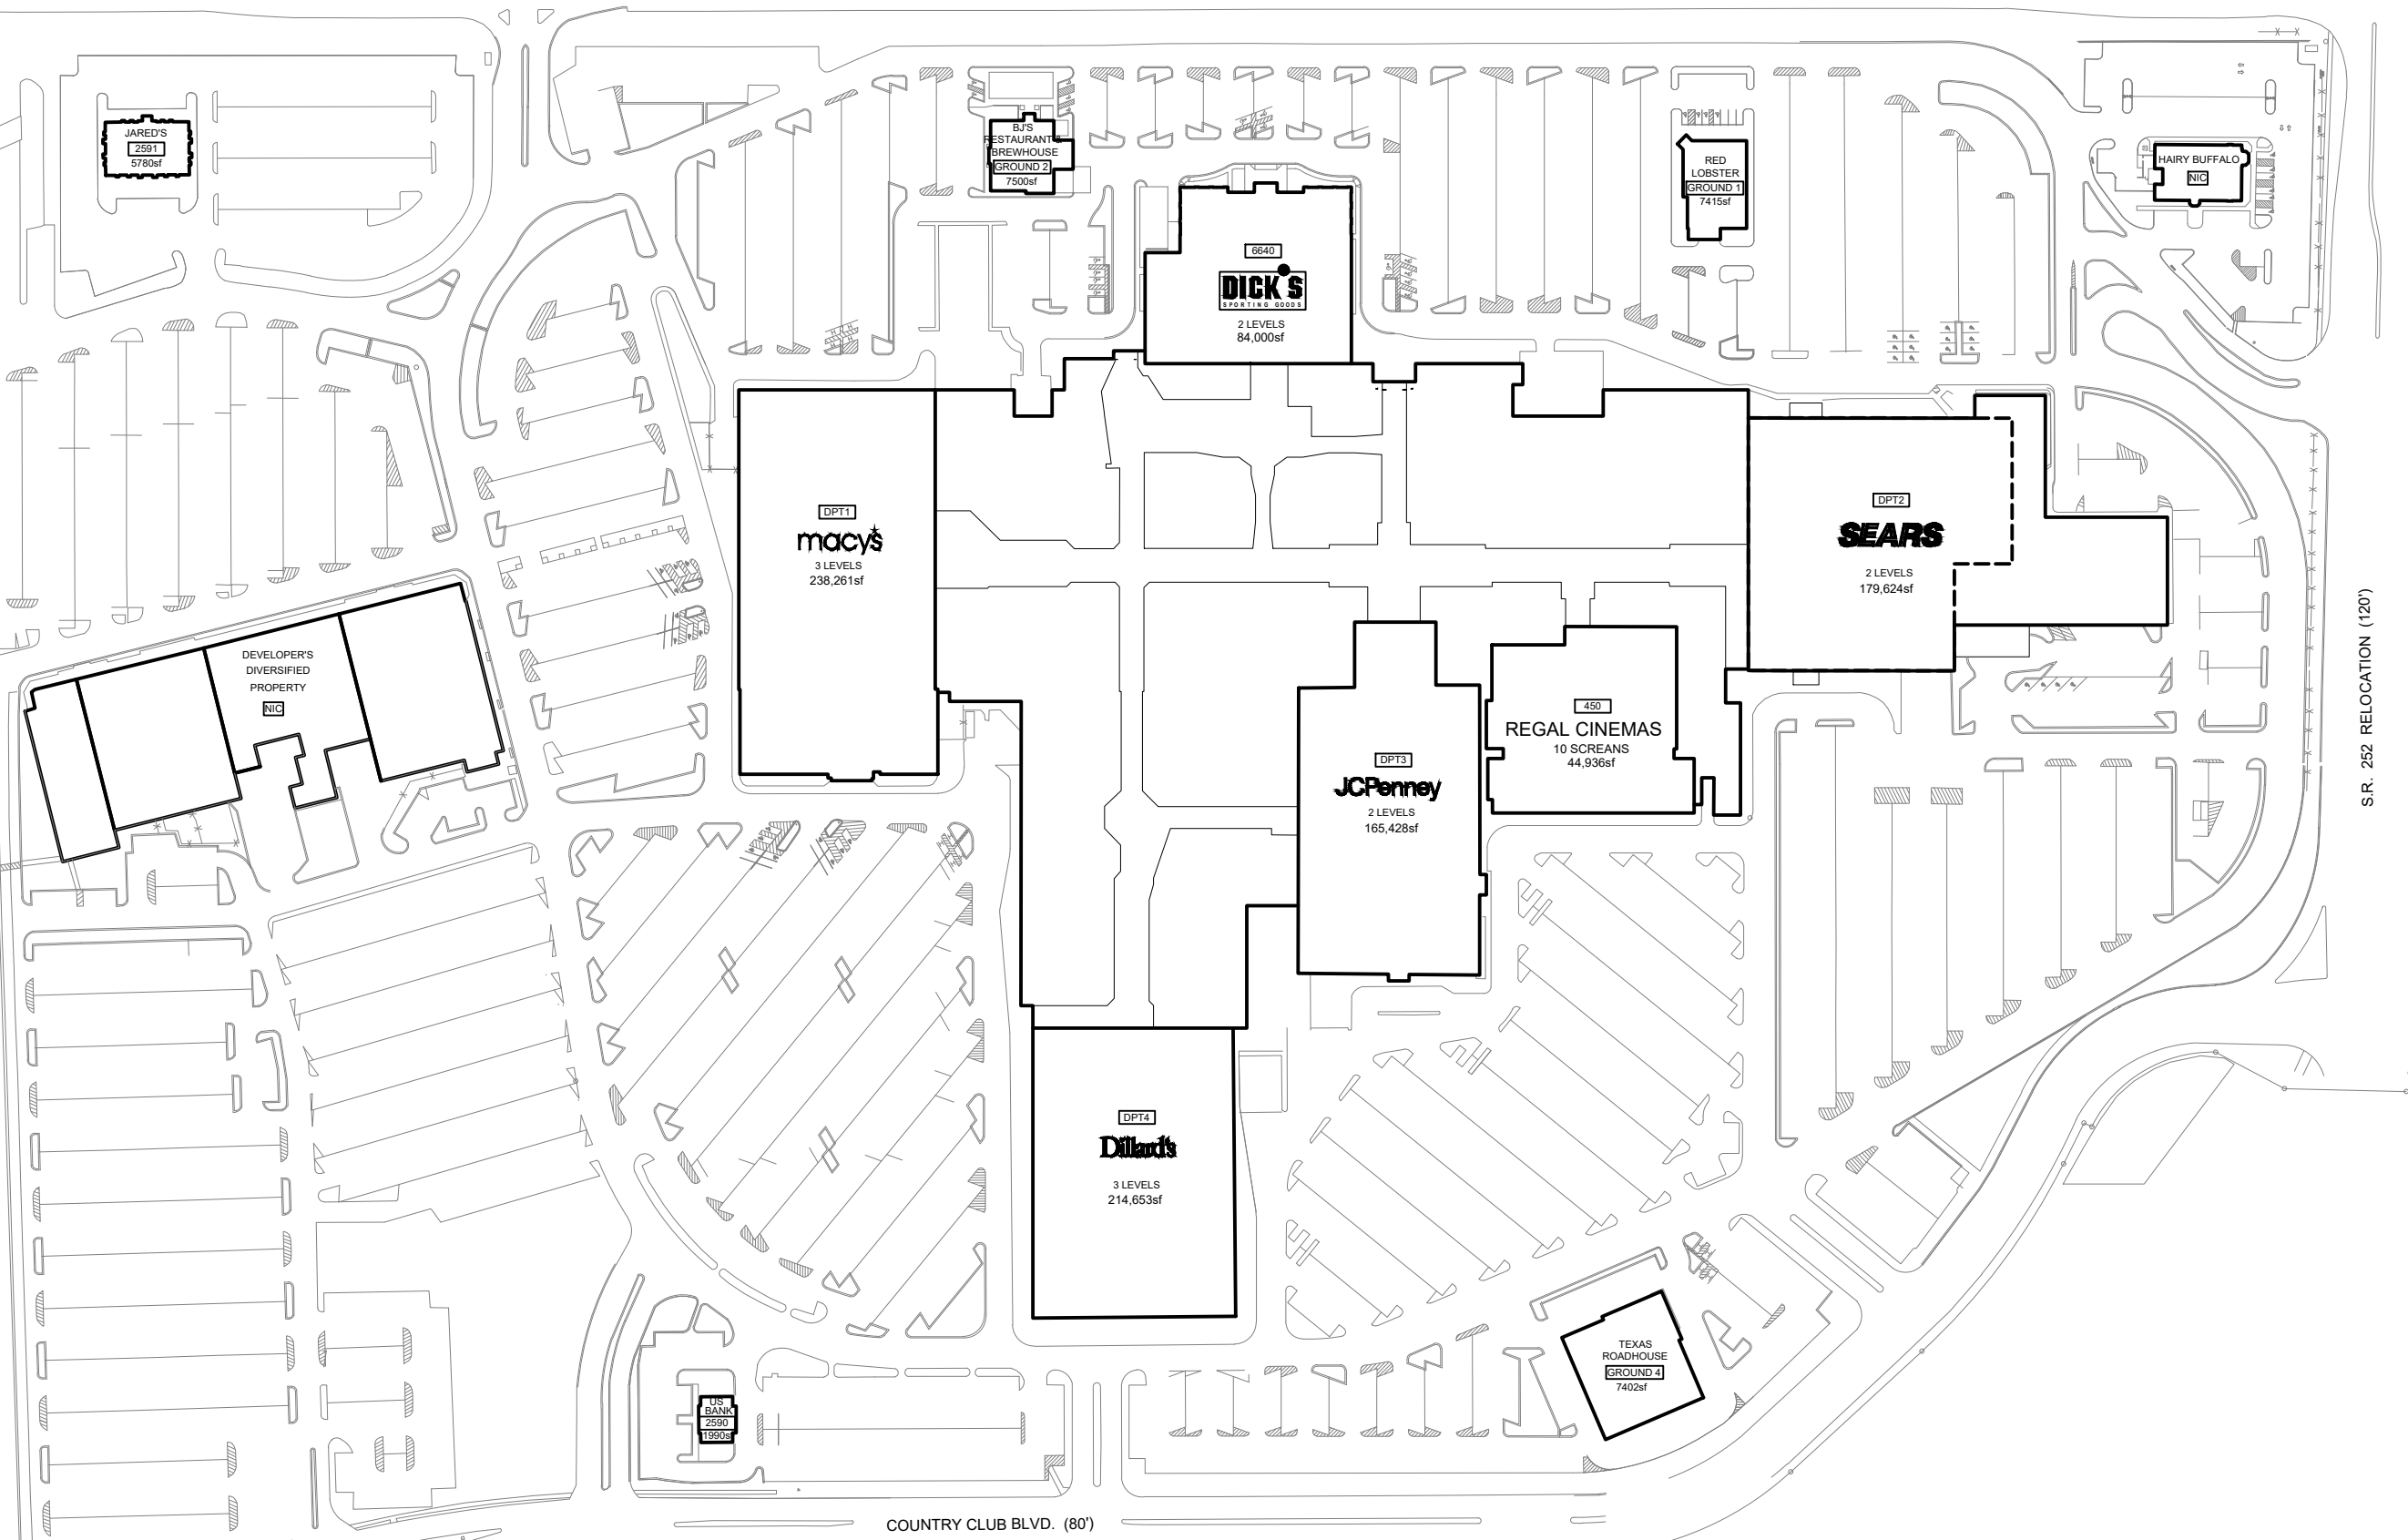 JARED'S
2591
5780sf
BJ'S
RESTAURANT &
BREWHOUSE
GROUND 2
7500sf
RED
LOBSTER
GROUND 1
7415sf
HAIRY BUFFALO
NIC
6640
DICK'S
SPORTING GOODS
2 LEVELS
84,000sf
DPT1
macy's
3 LEVELS
238,261sf
DPT2
SEARS
2 LEVELS
179,624sf
DEVELOPER'S
DIVERSIFIED
PROPERTY
NIC
450
REGAL CINEMAS
10 SCREANS
44,936sf
DPT3
JCPenney
2 LEVELS
165,428sf
S.R. 252 RELOCATION (120')
DPT4
Dillard's
3 LEVELS
214,653sf
TEXAS
ROADHOUSE
GROUND 4
7402sf
US
BANK
2590
1990sf
COUNTRY CLUB BLVD. (80')